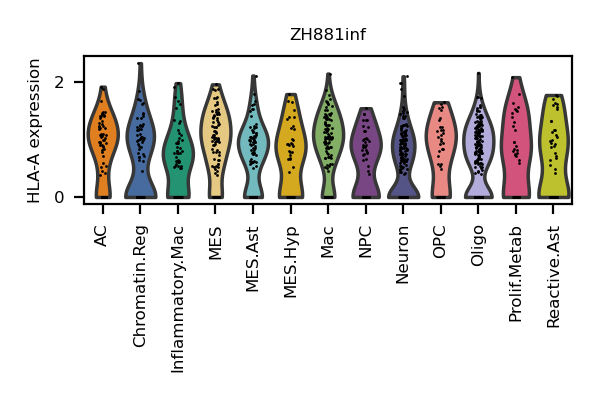 ZH881inf
HLA-A expression
2
0
AC
Chromatin.Reg
Inflammatory.Mac
MES
MES.Ast
MES.Hyp
Mac
NPC
Neuron
OPC
Oligo
Prolif.Metab
Reactive.Ast